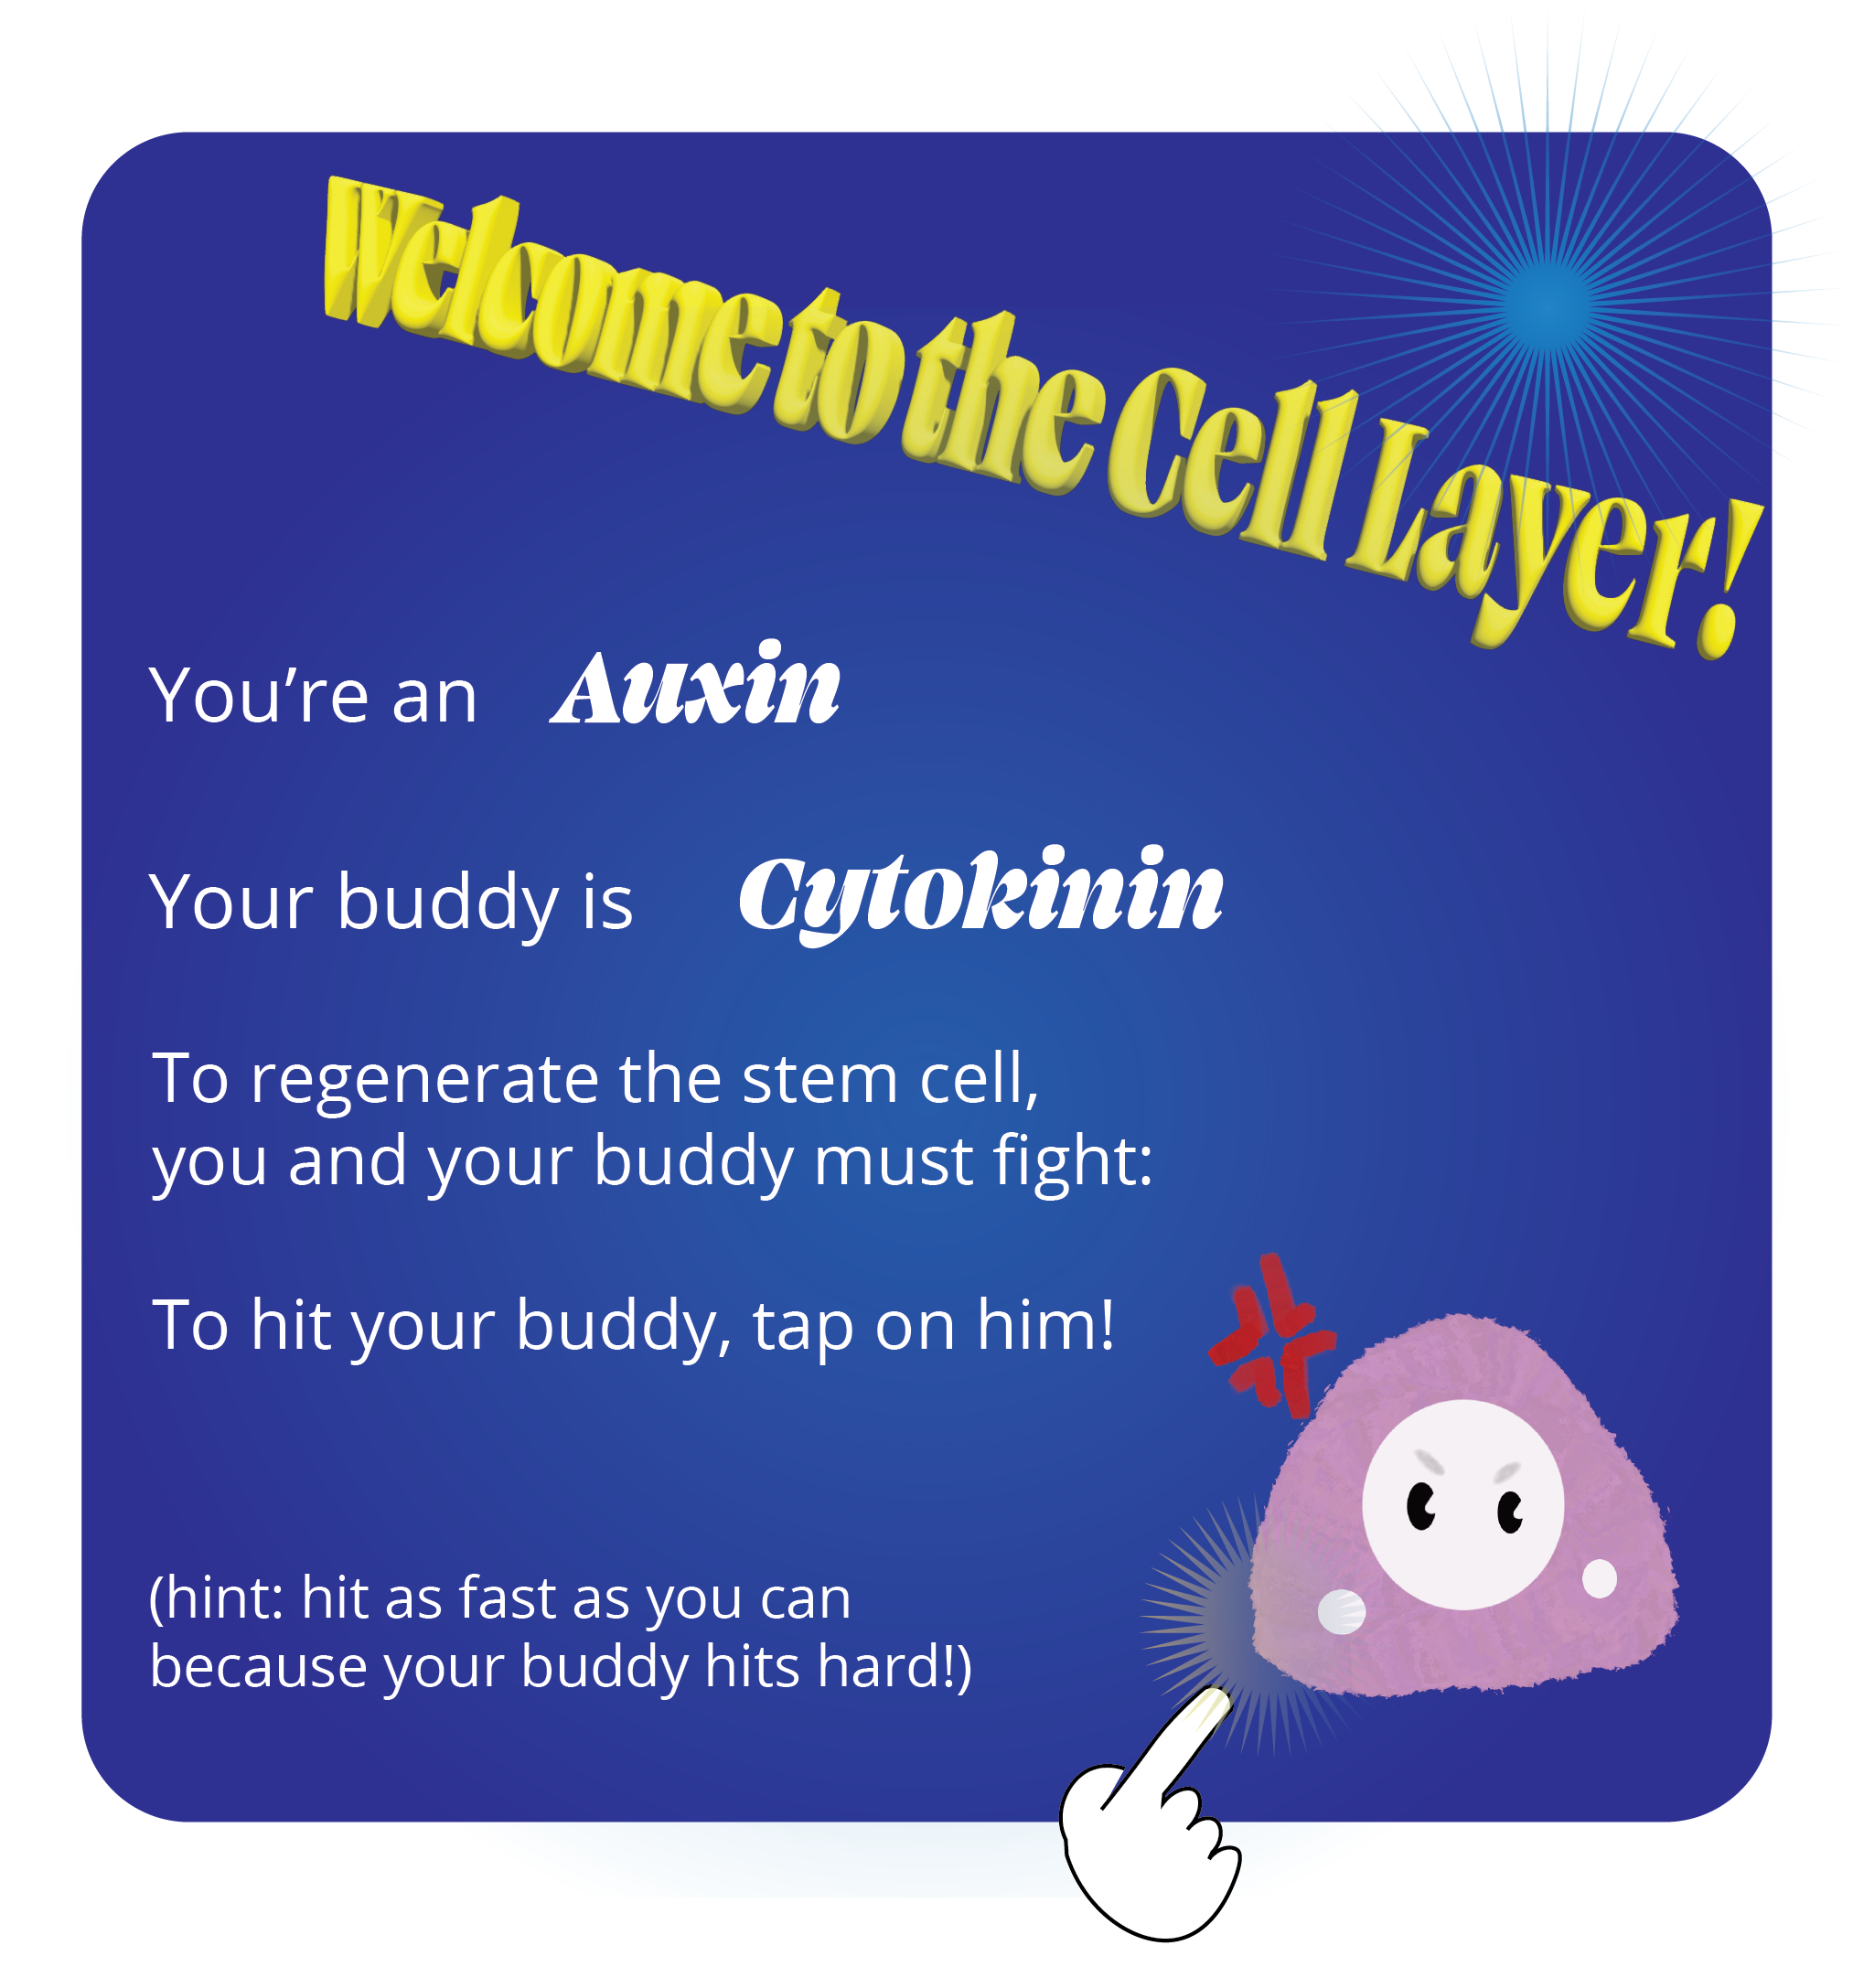 Welcome to the Cell Layer!
You’re an Auxin
Your buddy is Cytokinin
To regenerate the stem cell,
you and your buddy must fight:
To hit your buddy, tap on him!
(hint: hit as fast as you can
because your buddy hits hard!)